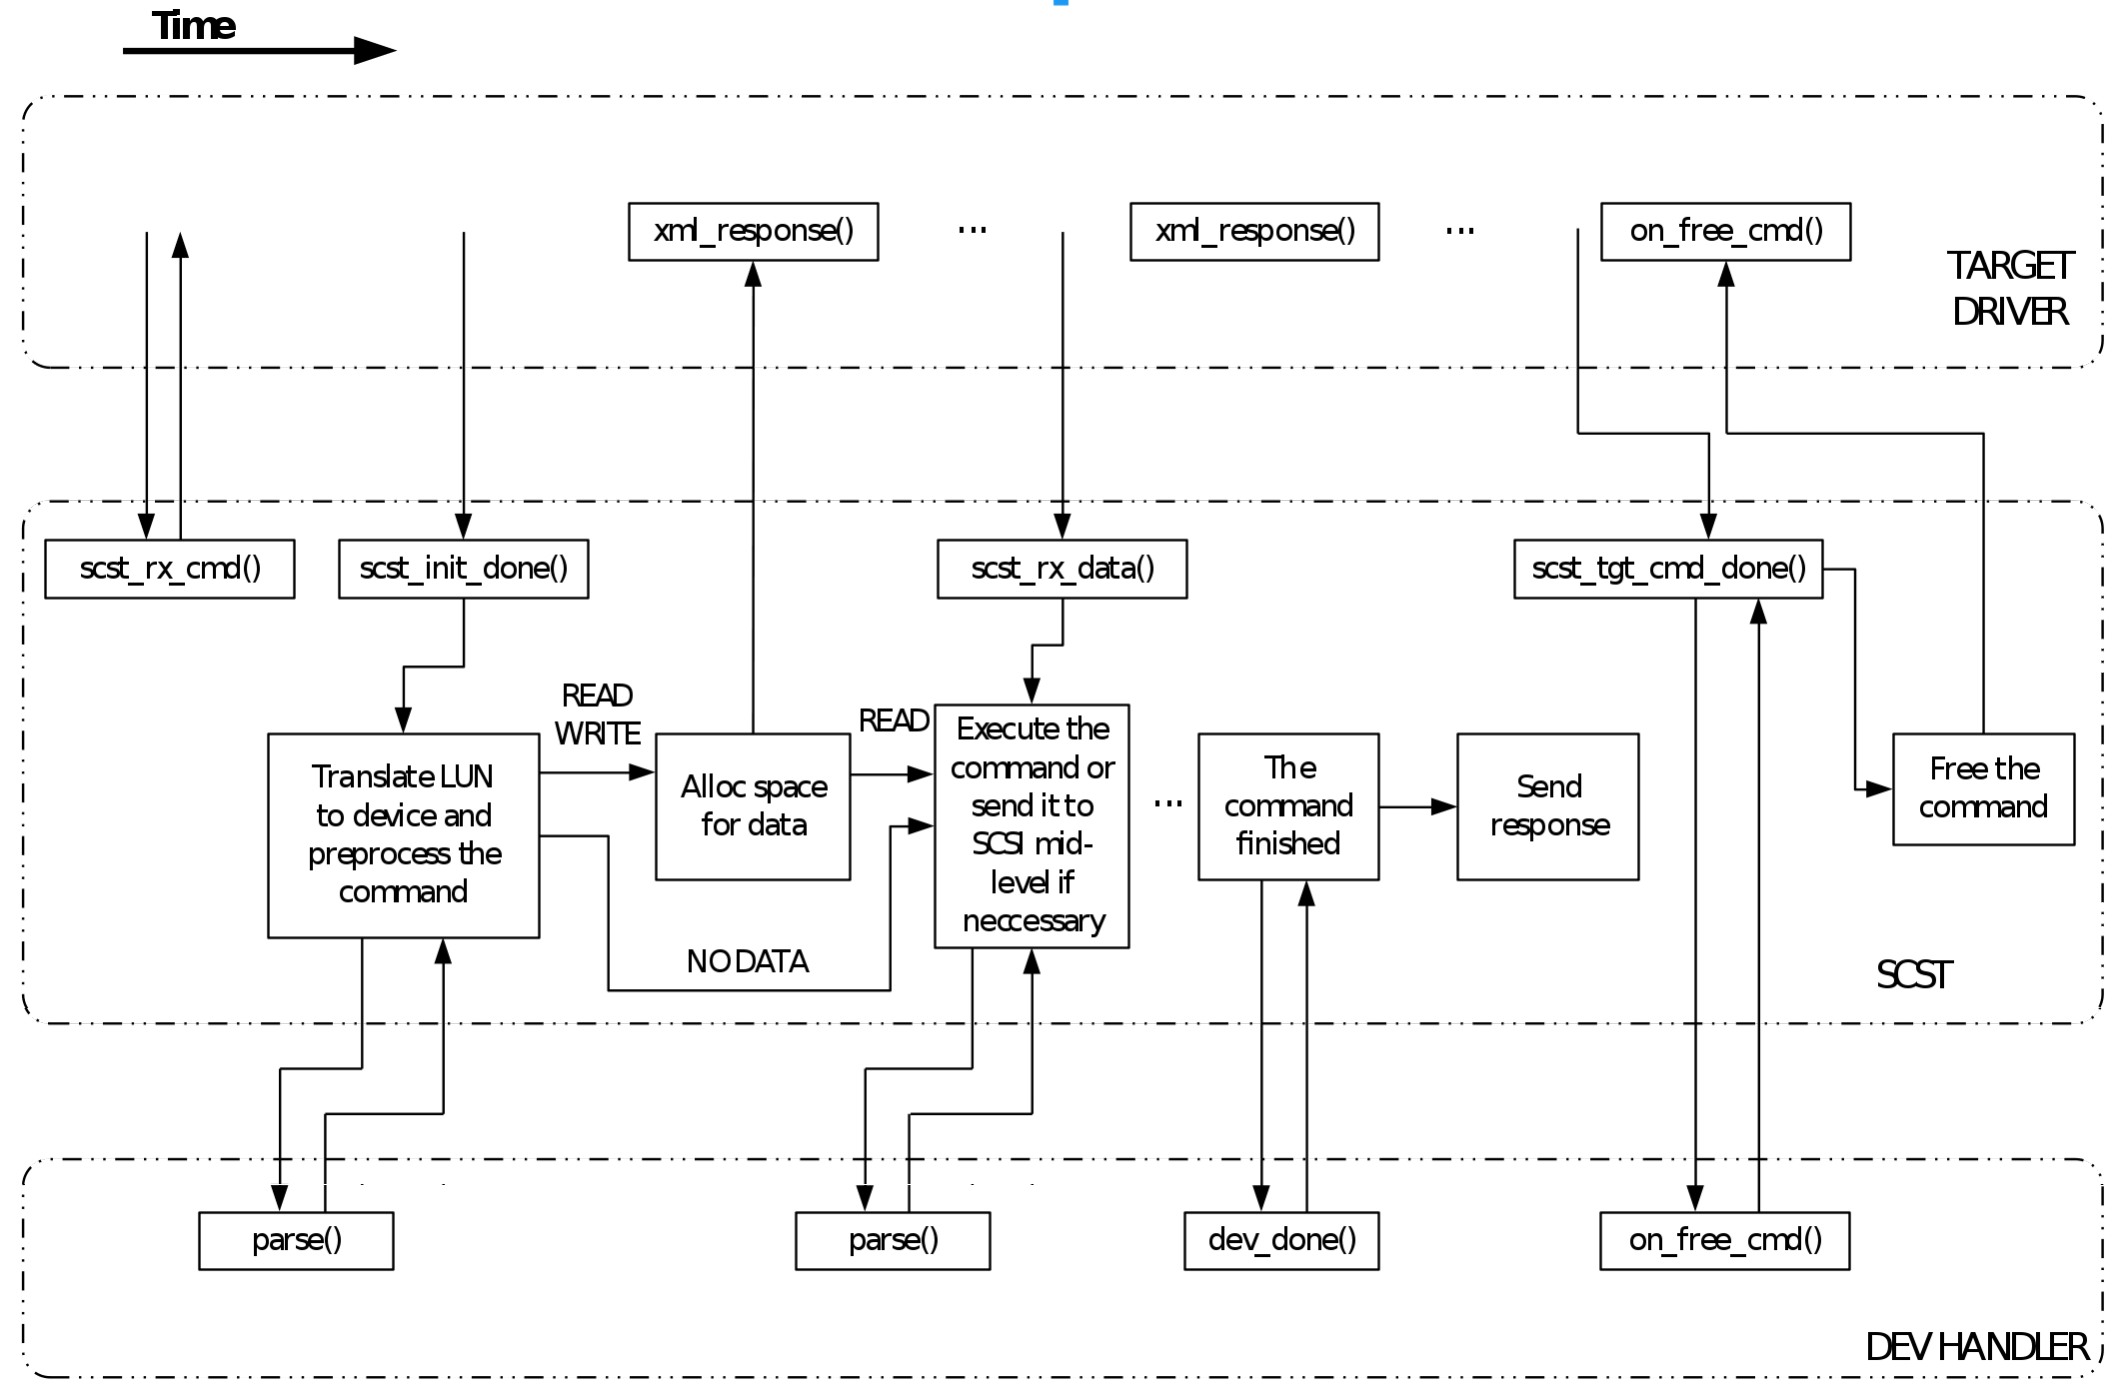 Time
xml_response()
...
xml_response()
...
on_free_cmd()
TARGET
DRIVER
scst_rx_cmd()
scst_init_done()
scst_rx_data()
scst_tgt_cmd_done()
READ
WRITE
READ
Translate LUN
to device and
preprocess the
command
Alloc space
for data
Execute the
command or
send it to
SCSI mid-
level if
neccessary
...
The
command
finished
Send
response
Free the
command
NO DATA
SCST
parse()
parse()
dev_done()
on_free_cmd()
DEV HANDLER